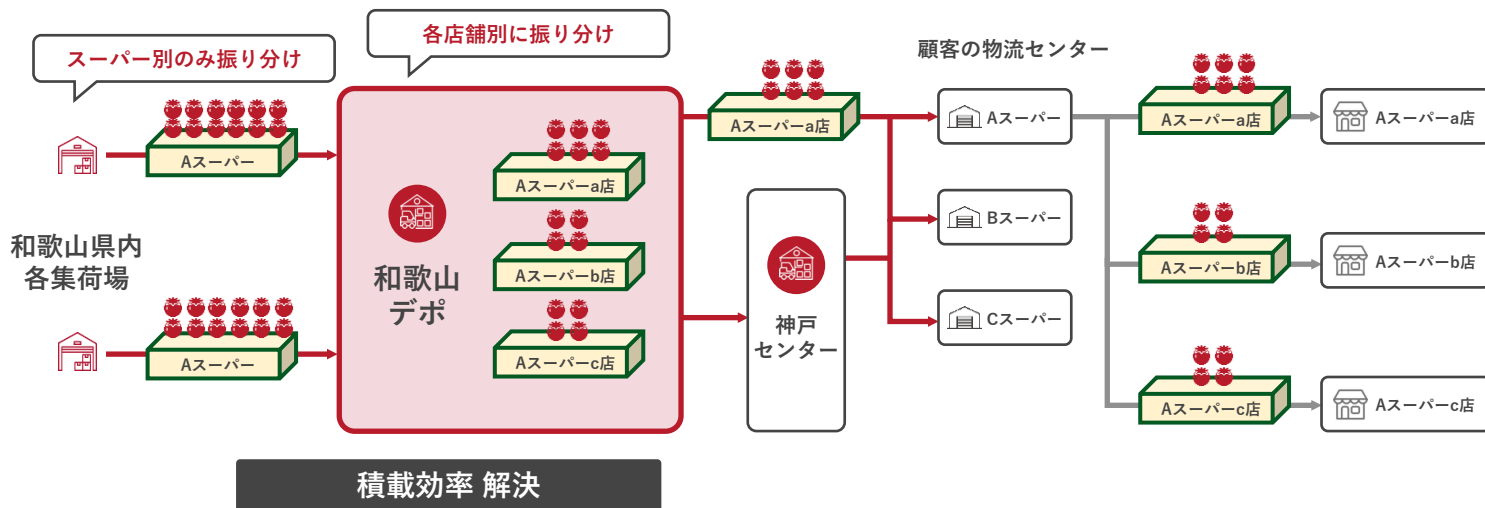 スーパー別のみ振り分け
各店舗別に振り分け
顧客の物流センター
Aスーパー
Aスーパーa店
Aスーパー
Aスーパーa店
Aスーパーa店
Aスーパーa店
和歌山県内
各集荷場
和歌山
デポ
Aスーパーb店
Bスーパー
Aスーパーb店
Aスーパーb店
神戸
センター
Cスーパー
Aスーパー
Aスーパーc店
Aスーパーc店
Aスーパーc店
積載効率 解決